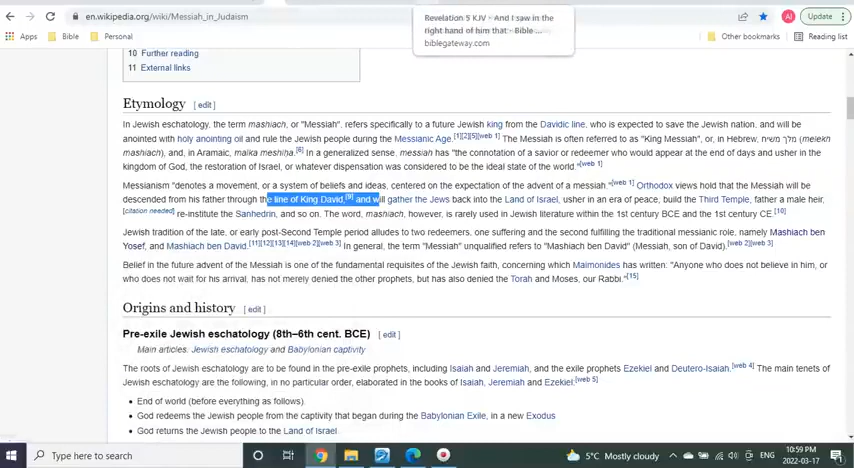 en.wikipedia.org/wiki/Messiah_in_Judaism
Revelation 5 KJV - And I saw in the
right hand of him that - Bible ...
biblegateway.com
AI
Update
Apps
Bible
Personal
Other bookmarks
Reading list
10 Further reading
11 External links
Etymology [ edit ]
In Jewish eschatology, the term mashiach, or "Messiah", refers specifically to a future Jewish king from the Davidic line, who is expected to save the Jewish nation, and will be
anointed with holy anointing oil and rule the Jewish people during the Messianic Age.[1][2][5][web 1] The Messiah is often referred to as "King Messiah", or, in Hebrew, מלך משיח (melekh
mashiach), and, in Aramaic, malka meshiḥa.[6] In a generalized sense, messiah has "the connotation of a savior or redeemer who would appear at the end of days and usher in the
kingdom of God, the restoration of Israel, or whatever dispensation was considered to be the ideal state of the world."[web 1]
Messianism "denotes a movement, or a system of beliefs and ideas, centered on the expectation of the advent of a messiah."[web 1] Orthodox views hold that the Messiah will be
descended from his father through the line of King David,[9] and will gather the Jews back into the Land of Israel, usher in an era of peace, build the Third Temple, father a male heir,
[citation needed] re-institute the Sanhedrin, and so on. The word, mashiach, however, is rarely used in Jewish literature within the 1st century BCE and the 1st century CE.[10]
Jewish tradition of the late, or early post-Second Temple period alludes to two redeemers, one suffering and the second fulfilling the traditional messianic role, namely Mashiach ben
Yosef, and Mashiach ben David.[11][12][13][14][web 2][web 3] In general, the term "Messiah" unqualified refers to "Mashiach ben David" (Messiah, son of David).[web 2][web 3]
Belief in the future advent of the Messiah is one of the fundamental requisites of the Jewish faith, concerning which Maimonides has written: "Anyone who does not believe in him, or
who does not wait for his arrival, has not merely denied the other prophets, but has also denied the Torah and Moses, our Rabbi."[15]
Origins and history [ edit ]
Pre-exile Jewish eschatology (8th–6th cent. BCE) [ edit ]
Main articles: Jewish eschatology and Babylonian captivity
The roots of Jewish eschatology are to be found in the pre-exile prophets, including Isaiah and Jeremiah, and the exile prophets Ezekiel and Deutero-Isaiah.[web 4] The main tenets of
Jewish eschatology are the following, in no particular order, elaborated in the books of Isaiah, Jeremiah and Ezekiel:[web 5]
• End of world (before everything as follows).
• God redeems the Jewish people from the captivity that began during the Babylonian Exile, in a new Exodus
• God returns the Jewish people to the Land of Israel
Type here to search
5°C Mostly cloudy
ENG
10:59 PM
2022-03-17